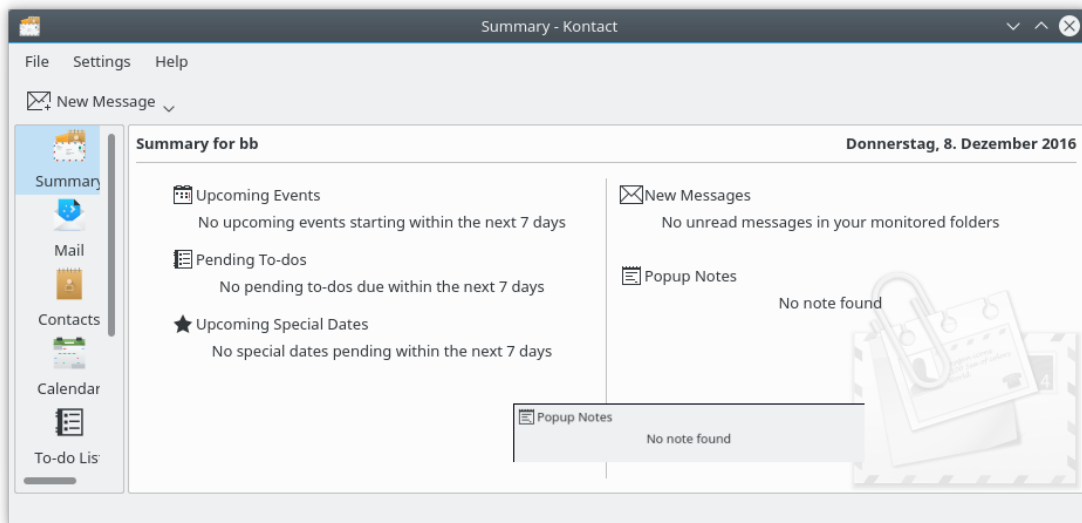 Summary - Kontact
File Settings Help
New Message
Summary for bb
Donnerstag, 8. Dezember 2016
Summary
Mail
Contacts
Calendar
To-do Lis
Upcoming Events
No upcoming events starting within the next 7 days
Pending To-dos
No pending to-dos due within the next 7 days
Upcoming Special Dates
No special dates pending within the next 7 days
New Messages
No unread messages in your monitored folders
Popup Notes
No note found
Popup Notes
No note found
4